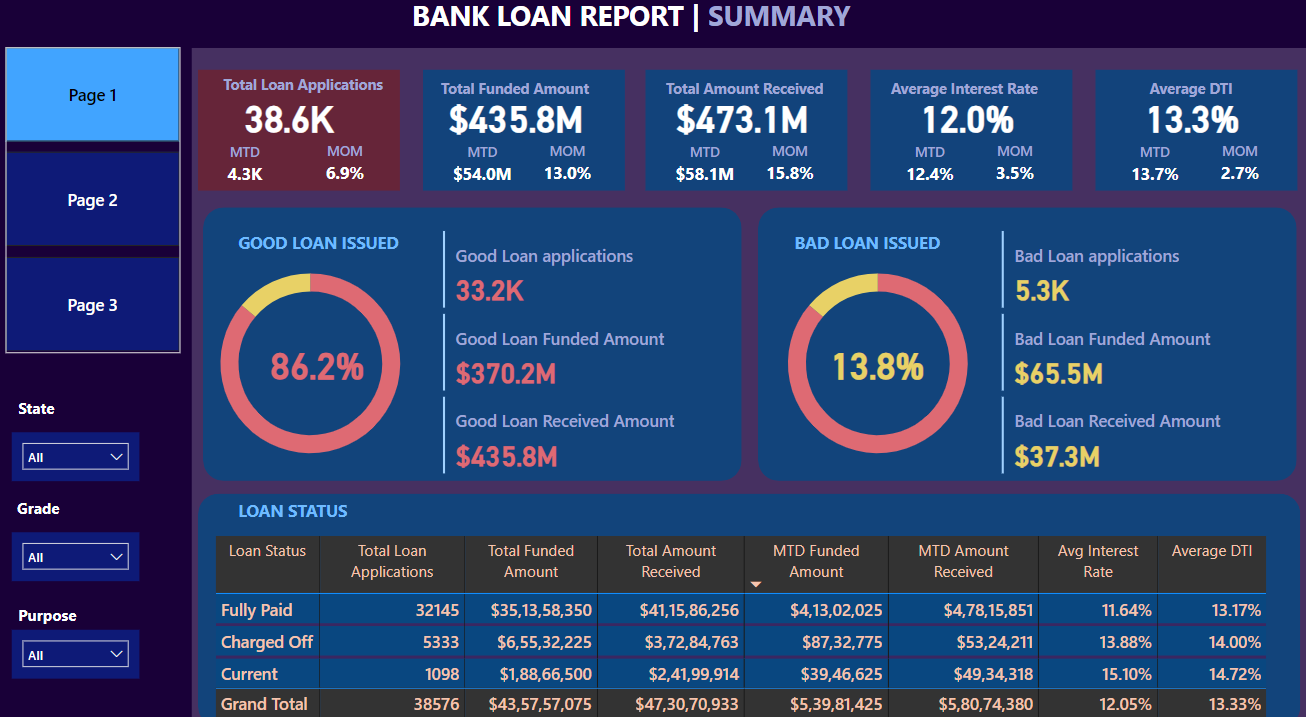 BANK LOAN REPORT | SUMMARY
Page 1
Page 2
Page 3
State
All
Grade
All
Purpose
All
Total Loan Applications
38.6K
MTD MOM
4.3K 6.9%
Total Funded Amount
$435.8M
MTD MOM
$54.0M 13.0%
Total Amount Received
$473.1M
MTD MOM
$58.1M 15.8%
Average Interest Rate
12.0%
MTD MOM
12.4% 3.5%
Average DTI
13.3%
MTD MOM
13.7% 2.7%
GOOD LOAN ISSUED
86.2%
Good Loan applications
33.2K
Good Loan Funded Amount
$370.2M
Good Loan Received Amount
$435.8M
BAD LOAN ISSUED
13.8%
Bad Loan applications
5.3K
Bad Loan Funded Amount
$65.5M
Bad Loan Received Amount
$37.3M
LOAN STATUS
Loan Status Total Loan Applications Total Funded Amount Total Amount Received MTD Funded Amount MTD Amount Received Avg Interest Rate Average DTI
Fully Paid 32145 $35,13,58,350 $41,15,86,256 $4,13,02,025 $4,78,15,851 11.64% 13.17%
Charged Off 5333 $6,55,32,225 $3,72,84,763 $87,32,775 $53,24,211 13.88% 14.00%
Current 1098 $1,88,66,500 $2,41,99,914 $39,46,625 $49,34,318 15.10% 14.72%
Grand Total 38576 $43,57,57,075 $47,30,70,933 $5,39,81,425 $5,80,74,380 12.05% 13.33%